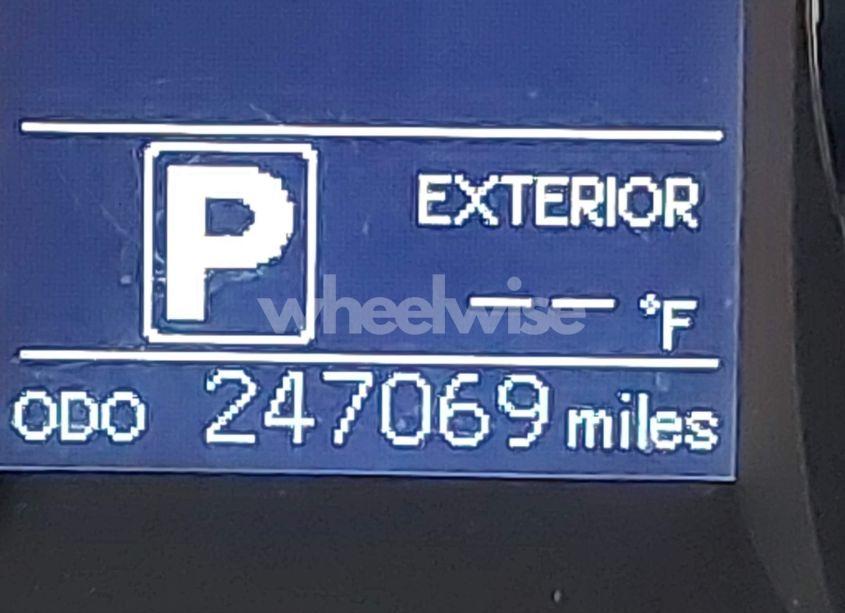 P
EXTERIOR
wheelwise
-- °F
ODO 247069 miles